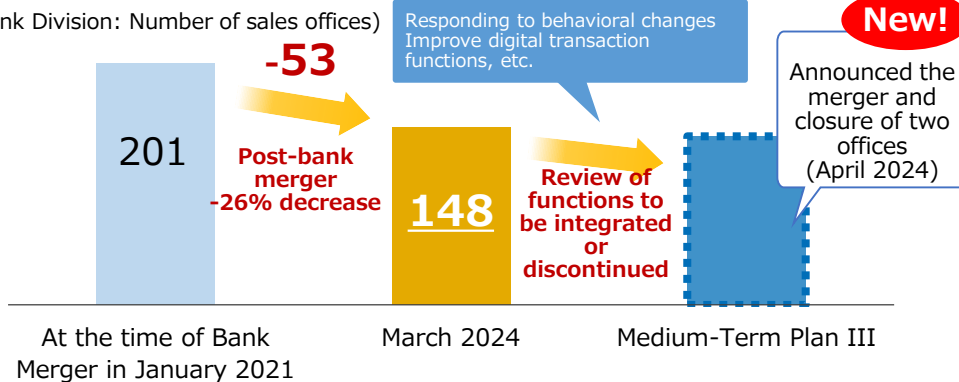 nk Division: Number of sales offices)
-53
Responding to behavioral changes
Improve digital transaction
functions, etc.
New!
Announced the
merger and
closure of two
offices
(April 2024)
201
Post-bank
merger
-26% decrease
148
Review of
functions to
be integrated
or
discontinued
At the time of Bank
Merger in January 2021
March 2024
Medium-Term Plan III